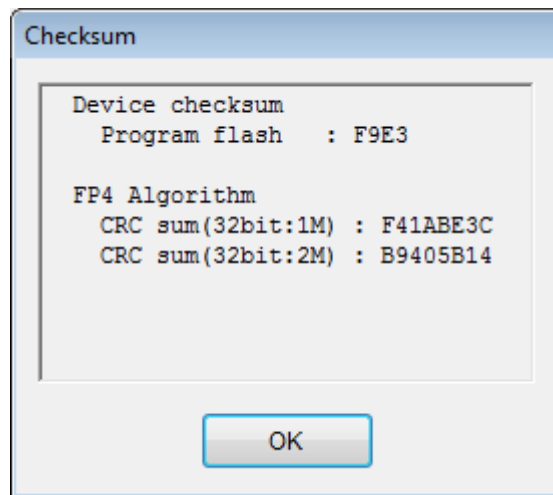 Checksum
Device checksum
Program flash : F9E3
FP4 Algorithm
CRC sum(32bit:1M) : F41ABE3C
CRC sum(32bit:2M) : B9405B14
OK